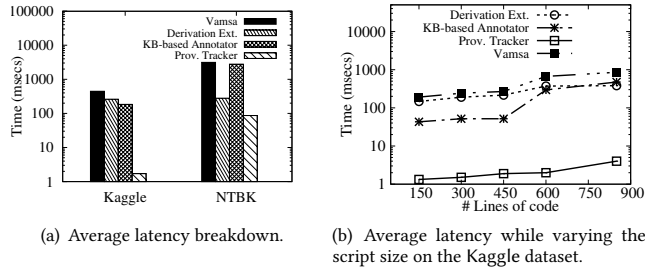 100000
10000
1000
100
10
1
Time (msecs)
Vamsa
Derivation Ext.
KB-based Annotator
Prov. Tracker
Kaggle
NTBK
(a) Average latency breakdown.
10000
1000
100
10
1
Time (msecs)
Derivation Ext.
KB-based Annotator
Prov. Tracker
Vamsa
150 300 450 600 750 900
# Lines of code
(b) Average latency while varying the
script size on the Kaggle dataset.